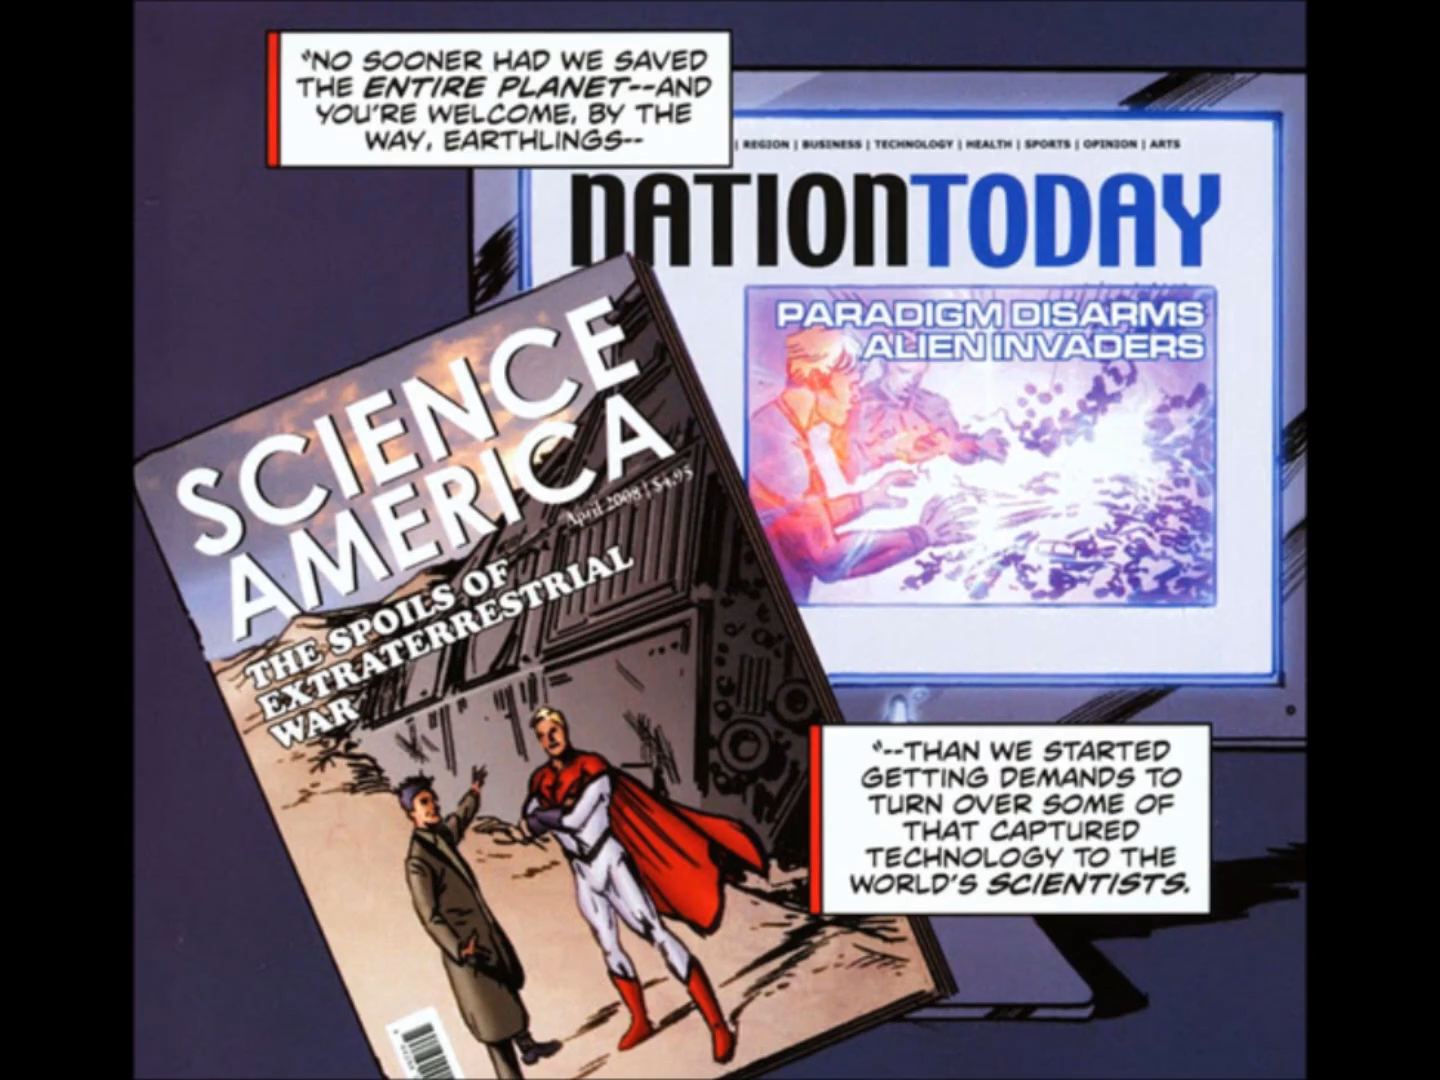 "NO SOONER HAD WE SAVED
THE ENTIRE PLANET--AND
YOU'RE WELCOME, BY THE
WAY, EARTHLINGS--
| REGION | BUSINESS | TECHNOLOGY | HEALTH | SPORTS | OPINION | ARTS
NATIONTODAY
PARADIGM DISARMS
ALIEN INVADERS
SCIENCE
AMERICA
April 2008 | $4.95
THE SPOILS OF
EXTRATERRESTRIAL
WAR
"--THAN WE STARTED
GETTING DEMANDS TO
TURN OVER SOME OF
THAT CAPTURED
TECHNOLOGY TO THE
WORLD'S SCIENTISTS.